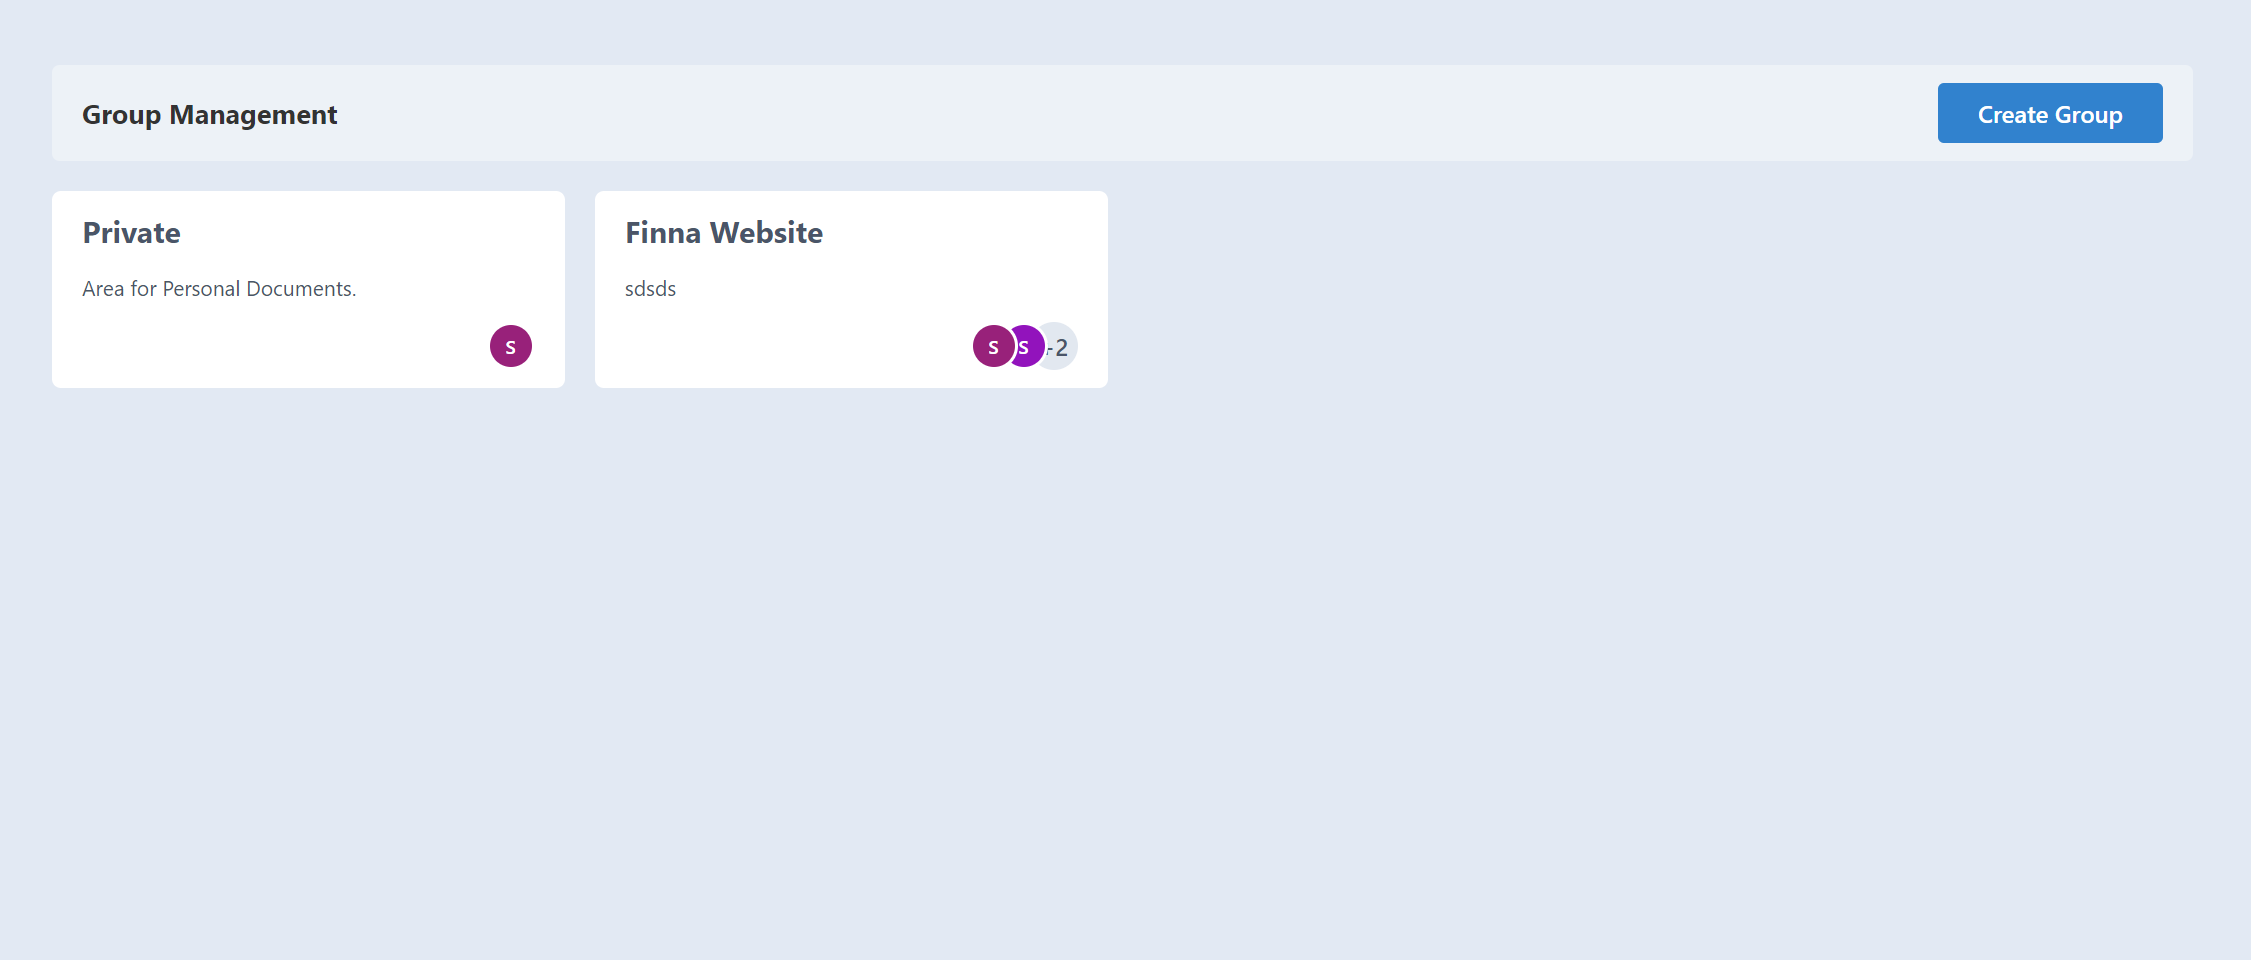 Group Management
Create Group
Private
Area for Personal Documents.
S
Finna Website
sdsds
S
S
+2